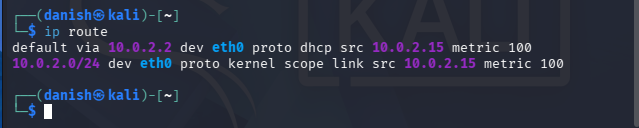 ┌──(danish㉿kali)-[~]
└─$ ip route
default via 10.0.2.2 dev eth0 proto dhcp src 10.0.2.15 metric 100
10.0.2.0/24 dev eth0 proto kernel scope link src 10.0.2.15 metric 100
┌──(danish㉿kali)-[~]
└─$